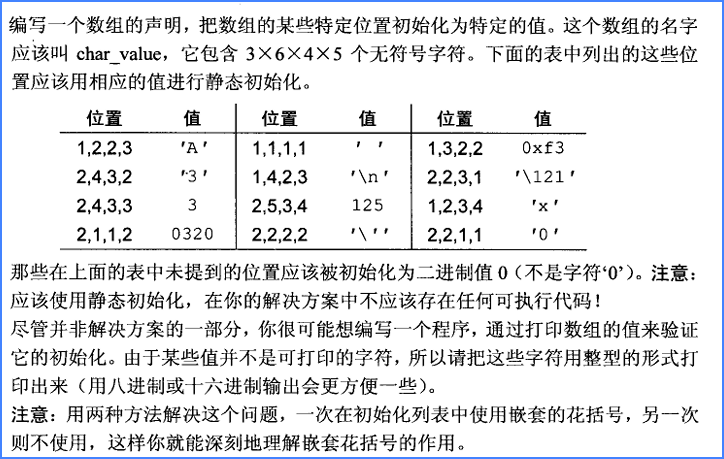 编写一个数组的声明，把数组的某些特定位置初始化为特定的值。这个数组的名字
应该叫 char_value，它包含 3×6×4×5 个无符号字符。下面的表中列出的这些位
置应该用相应的值进行静态初始化。
位置 值 位置 值 位置 值
1,2,2,3 'A' 1,1,1,1 ' ' 1,3,2,2 0xf3
2,4,3,2 '3' 1,4,2,3 '\n' 2,2,3,1 '\121'
2,4,3,3 3 2,5,3,4 125 1,2,3,4 'x'
2,1,1,2 0320 2,2,2,2 '\'' 2,2,1,1 '0'
那些在上面的表中未提到的位置应该被初始化为二进制值 0（不是字符‘0’）。注意：
应该使用静态初始化，在你的解决方案中不应该存在任何可执行代码！
尽管并非解决方案的一部分，你很可能想编写一个程序，通过打印数组的值来验证
它的初始化。由于某些值并不是可打印的字符，所以请把这些字符用整型的形式打
印出来（用八进制或十六进制输出会更方便一些）。
注意：用两种方法解决这个问题，一次在初始化列表中使用嵌套的花括号，另一次
则不使用，这样你就能深刻地理解嵌套花括号的作用。